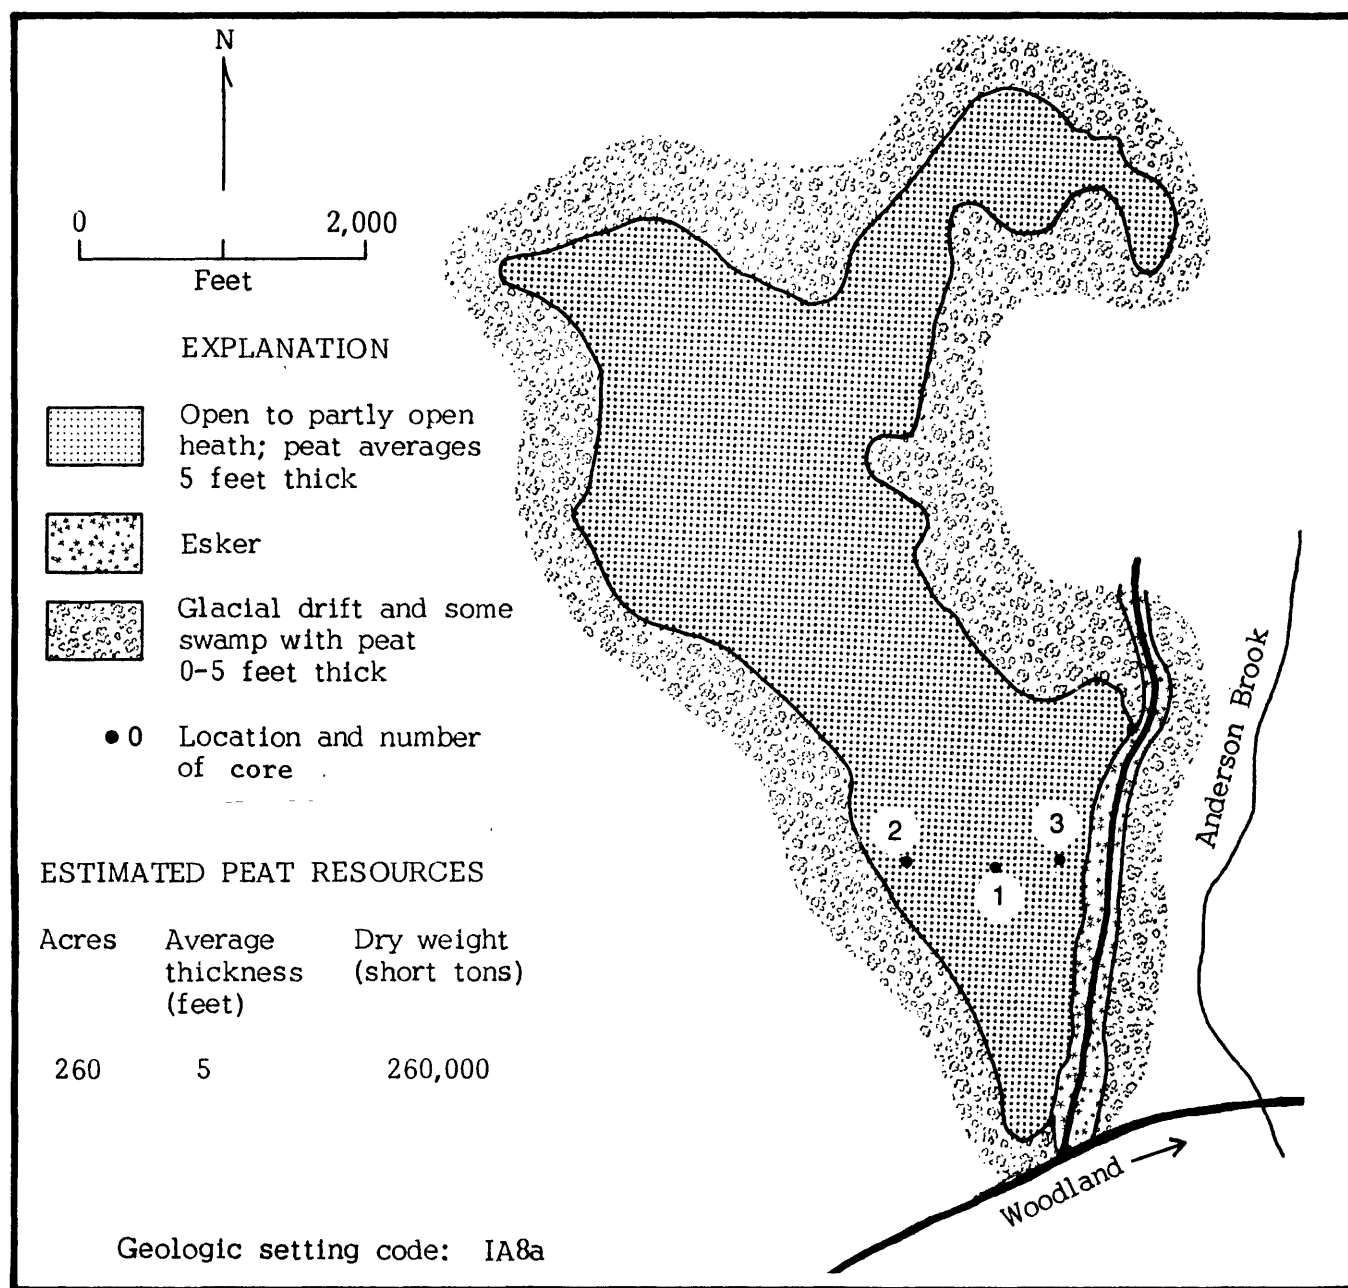 N
0 2,000
Feet
EXPLANATION
Open to partly open
heath; peat averages
5 feet thick
Esker
Glacial drift and some
swamp with peat
0-5 feet thick
0 Location and number
of core
ESTIMATED PEAT RESOURCES
Acres Average Dry weight
thickness (short tons)
(feet)
260 5 260,000
Geologic setting code: IA8a
2
3
1
Anderson Brook
Woodland